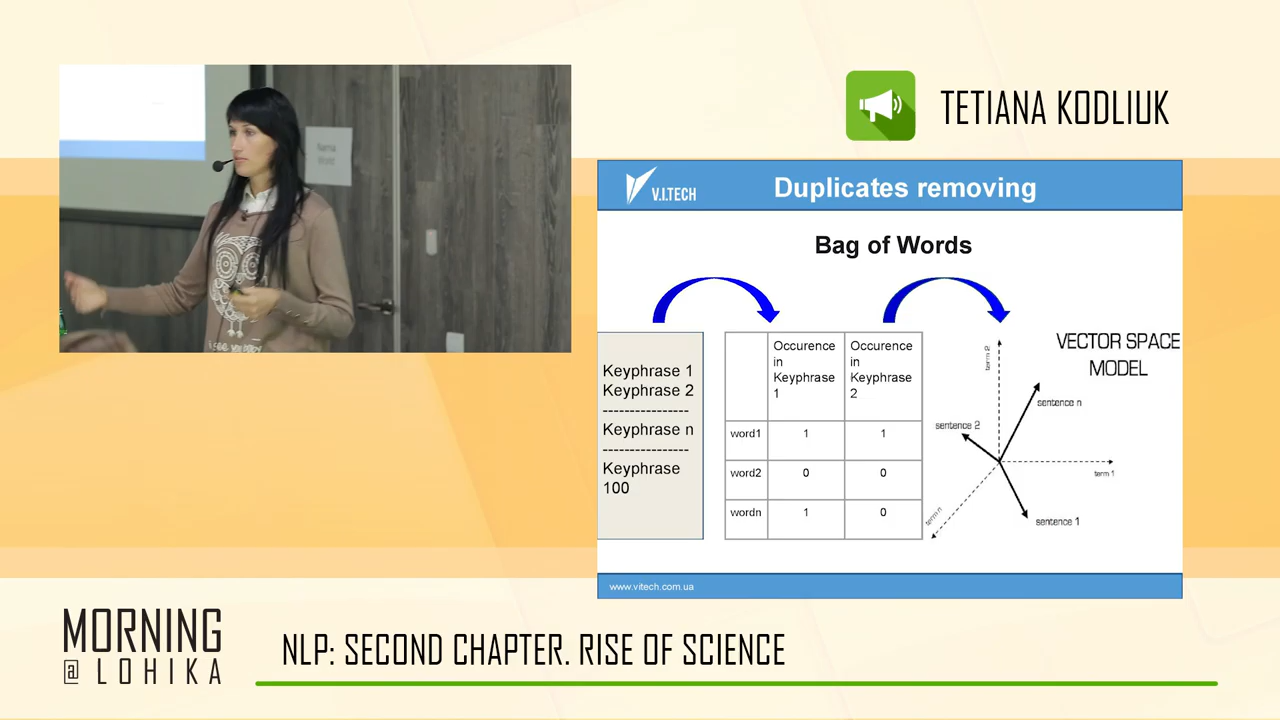 TETIANA KODLIUK
Nama
World
V.I.TECH
Duplicates removing
Bag of Words
Keyphrase 1
Keyphrase 2
----------------
Keyphrase n
----------------
Keyphrase
100
Occurence
in
Keyphrase
1
Occurence
in
Keyphrase
2
word1 1 1
word2 0 0
wordn 1 0
VECTOR SPACE
MODEL
term 2
sentence n
sentence 2
term 1
term n
sentence 1
www.vitech.com.ua
MORNING
@ LOHIKA
NLP: SECOND CHAPTER. RISE OF SCIENCE